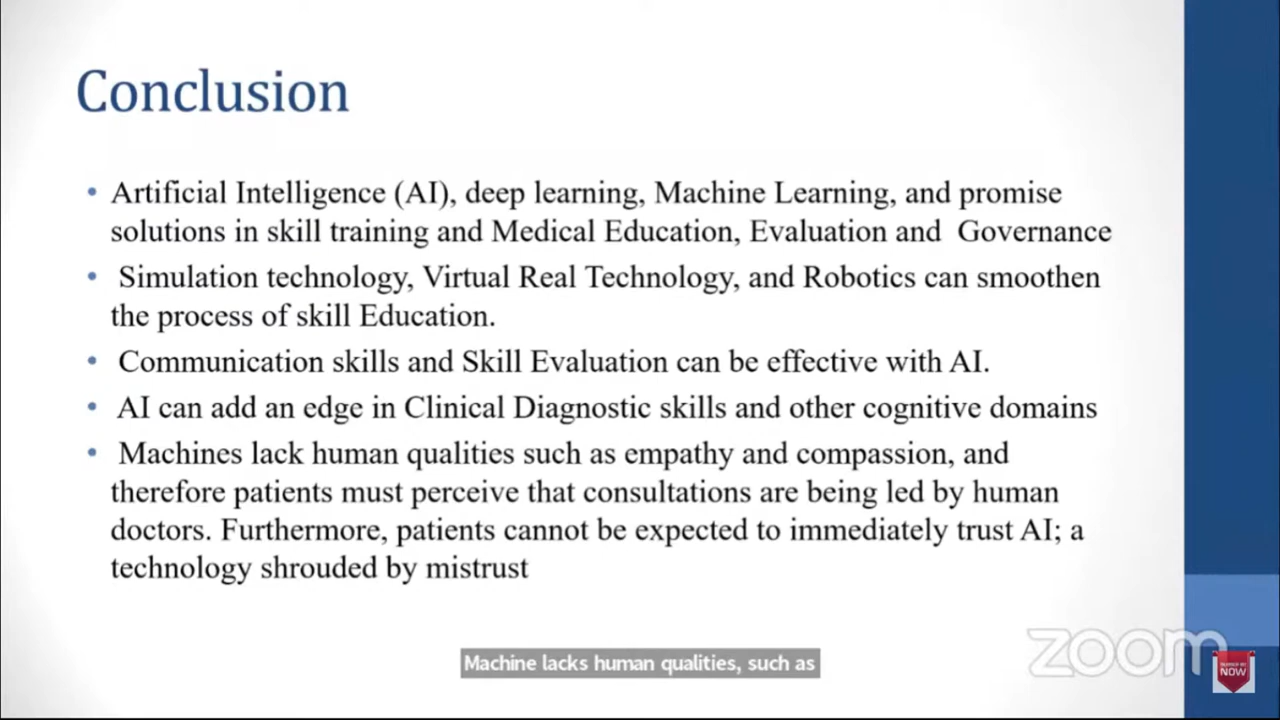 Conclusion
• Artificial Intelligence (AI), deep learning, Machine Learning, and promise
solutions in skill training and Medical Education, Evaluation and  Governance
• Simulation technology, Virtual Real Technology, and Robotics can smoothen
the process of skill Education.
• Communication skills and Skill Evaluation can be effective with AI.
• AI can add an edge in Clinical Diagnostic skills and other cognitive domains
• Machines lack human qualities such as empathy and compassion, and
therefore patients must perceive that consultations are being led by human
doctors. Furthermore, patients cannot be expected to immediately trust AI; a
technology shrouded by mistrust
Machine lacks human qualities, such as
zoom
NOW